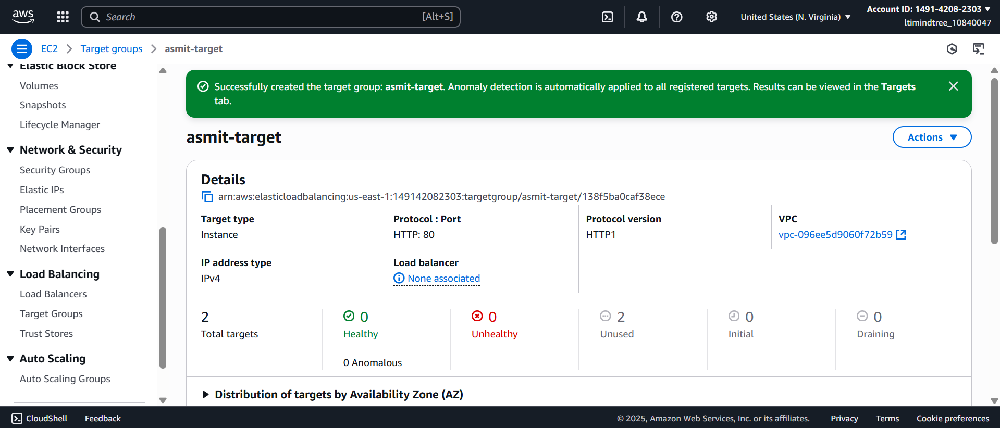 aws
Search
[Alt+S]
United States (N. Virginia)
Account ID: 1491-4208-2303
ltimindtree_10840047
EC2
Target groups
asmit-target
Elastic Block Store
Volumes
Snapshots
Lifecycle Manager
Network & Security
Security Groups
Elastic IPs
Placement Groups
Key Pairs
Network Interfaces
Load Balancing
Load Balancers
Target Groups
Trust Stores
Auto Scaling
Auto Scaling Groups
Successfully created the target group: asmit-target. Anomaly detection is automatically applied to all registered targets. Results can be viewed in the Targets
tab.
asmit-target
Actions
Details
arn:aws:elasticloadbalancing:us-east-1:149142082303:targetgroup/asmit-target/138f5ba0caf38ece
Target type
Instance
Protocol : Port
HTTP: 80
Protocol version
HTTP1
VPC
vpc-096ee5d9060f72b59
IP address type
IPv4
Load balancer
None associated
2
Total targets
0
Healthy
0 Anomalous
0
Unhealthy
2
Unused
0
Initial
0
Draining
Distribution of targets by Availability Zone (AZ)
CloudShell
Feedback
© 2025, Amazon Web Services, Inc. or its affiliates.
Privacy
Terms
Cookie preferences